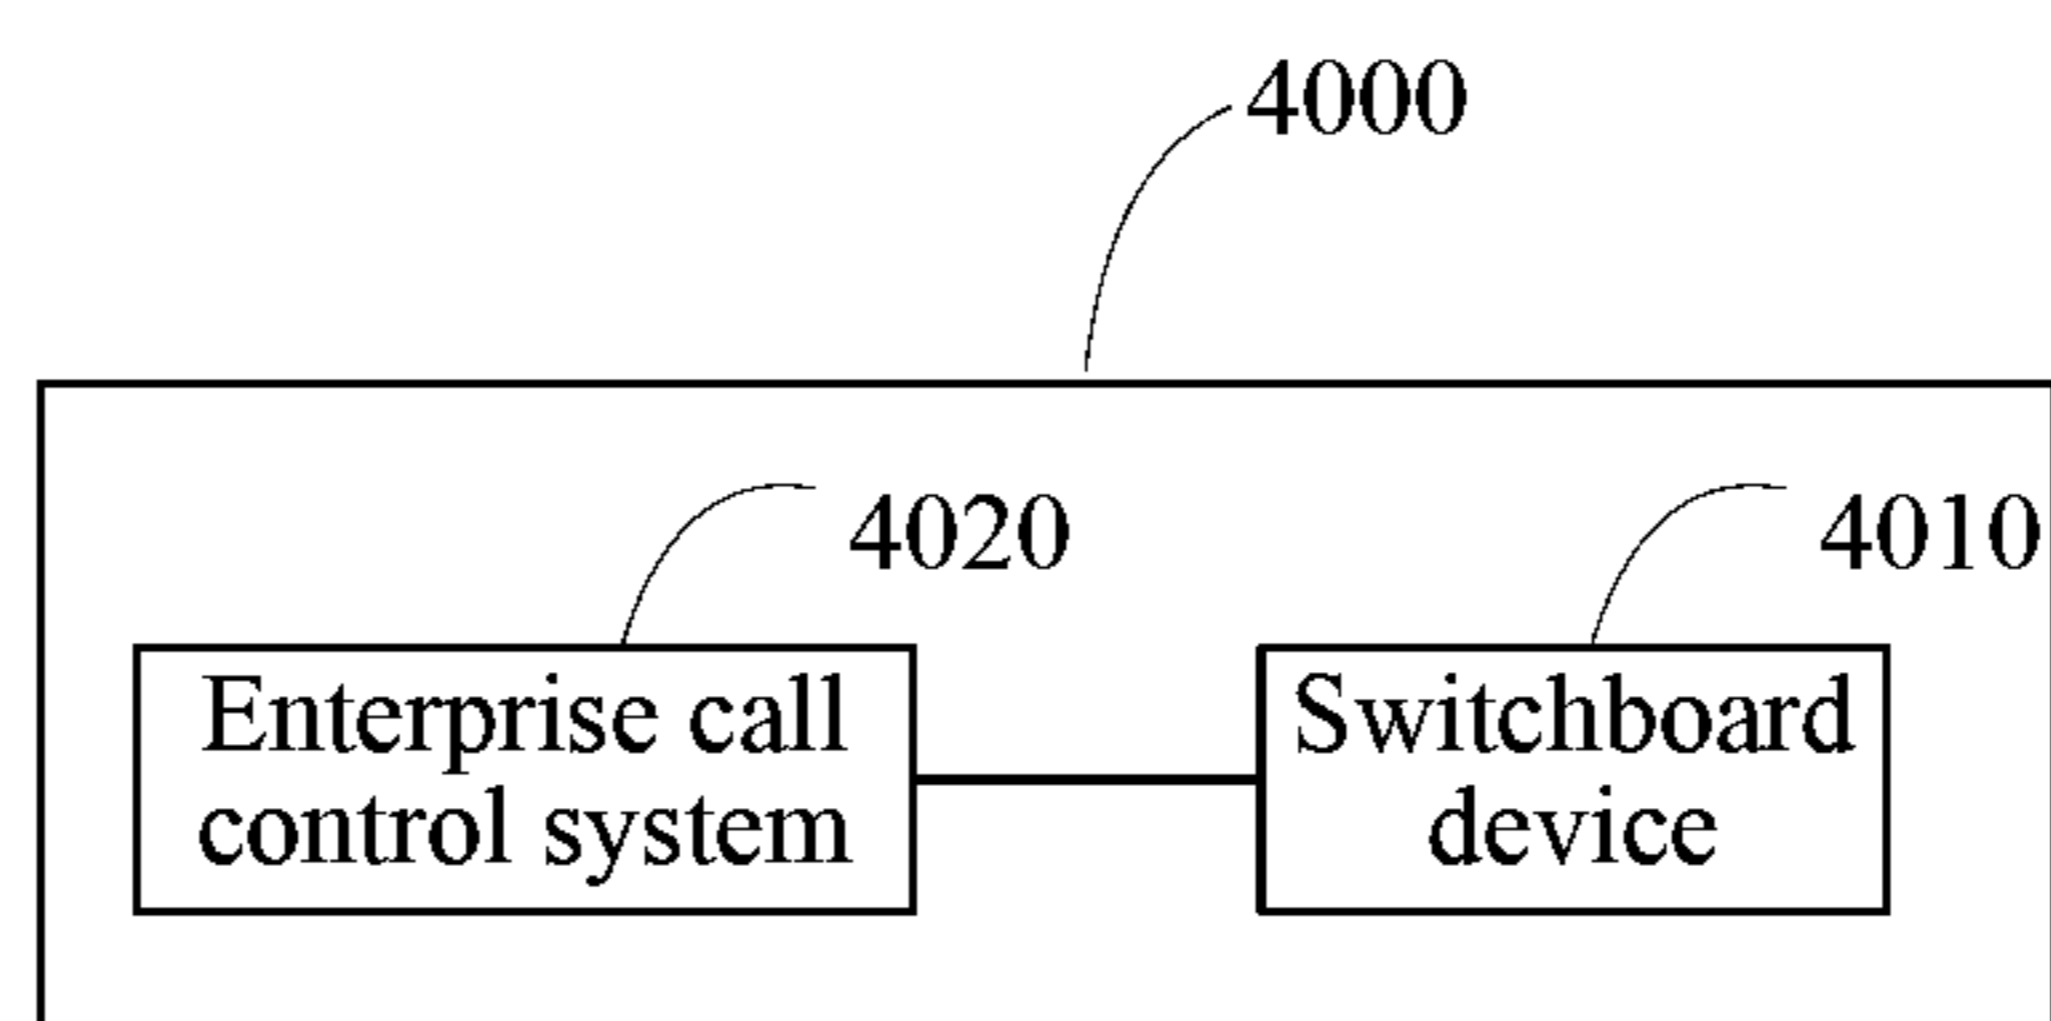 4000
4020
4010
Enterprise call
control system
Switchboard
device